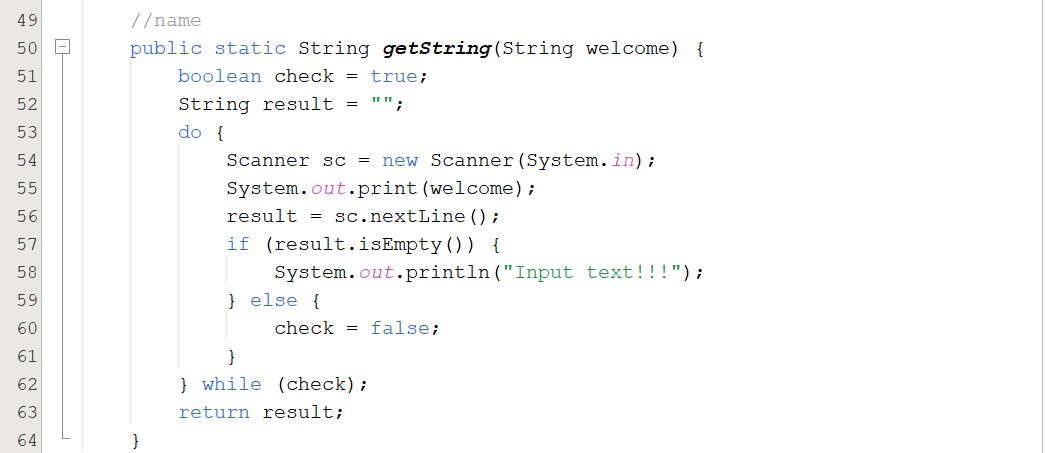 49 //name
50 public static String getString(String welcome) {
51 boolean check = true;
52 String result = "";
53 do {
54 Scanner sc = new Scanner(System.in);
55 System.out.print(welcome);
56 result = sc.nextLine();
57 if (result.isEmpty()) {
58 System.out.println("Input text!!!");
59 } else {
60 check = false;
61 }
62 } while (check);
63 return result;
64 }